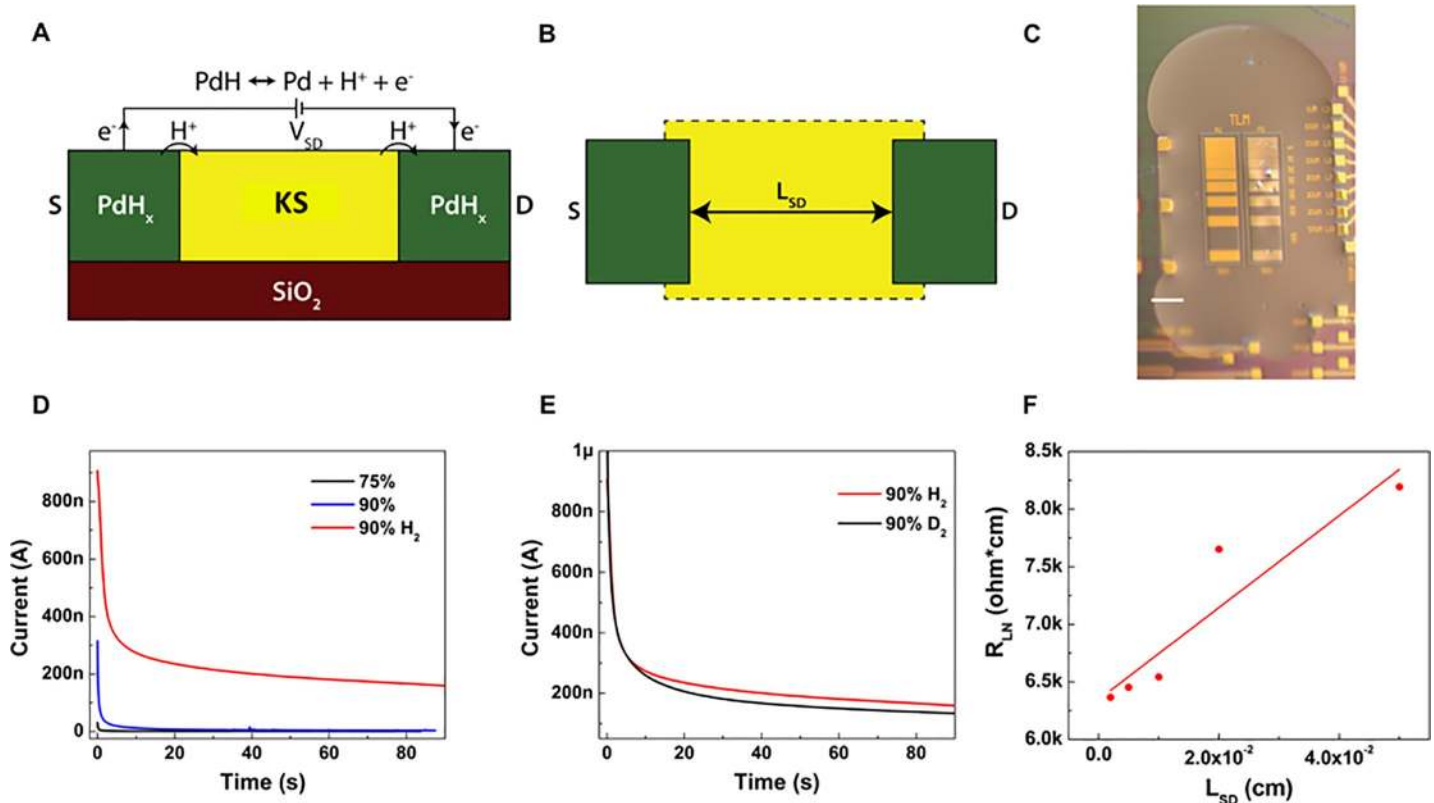 A
PdH ↔ Pd + H⁺ + e⁻
e⁻ H⁺ V_SD H⁺ e⁻
S PdHₓ KS PdHₓ D
SiO₂
B
S L_SD D
C
TLM
D
Current (A)
800n
600n
400n
200n
0
75%
90%
90% H₂
0 20 40 60 80
Time (s)
E
Current (A)
1µ
800n
600n
400n
200n
90% H₂
90% D₂
0 20 40 60 80
Time (s)
F
R_LN (ohm*cm)
8.5k
8.0k
7.5k
7.0k
6.5k
6.0k
0.0 2.0x10⁻² 4.0x10⁻²
L_SD (cm)